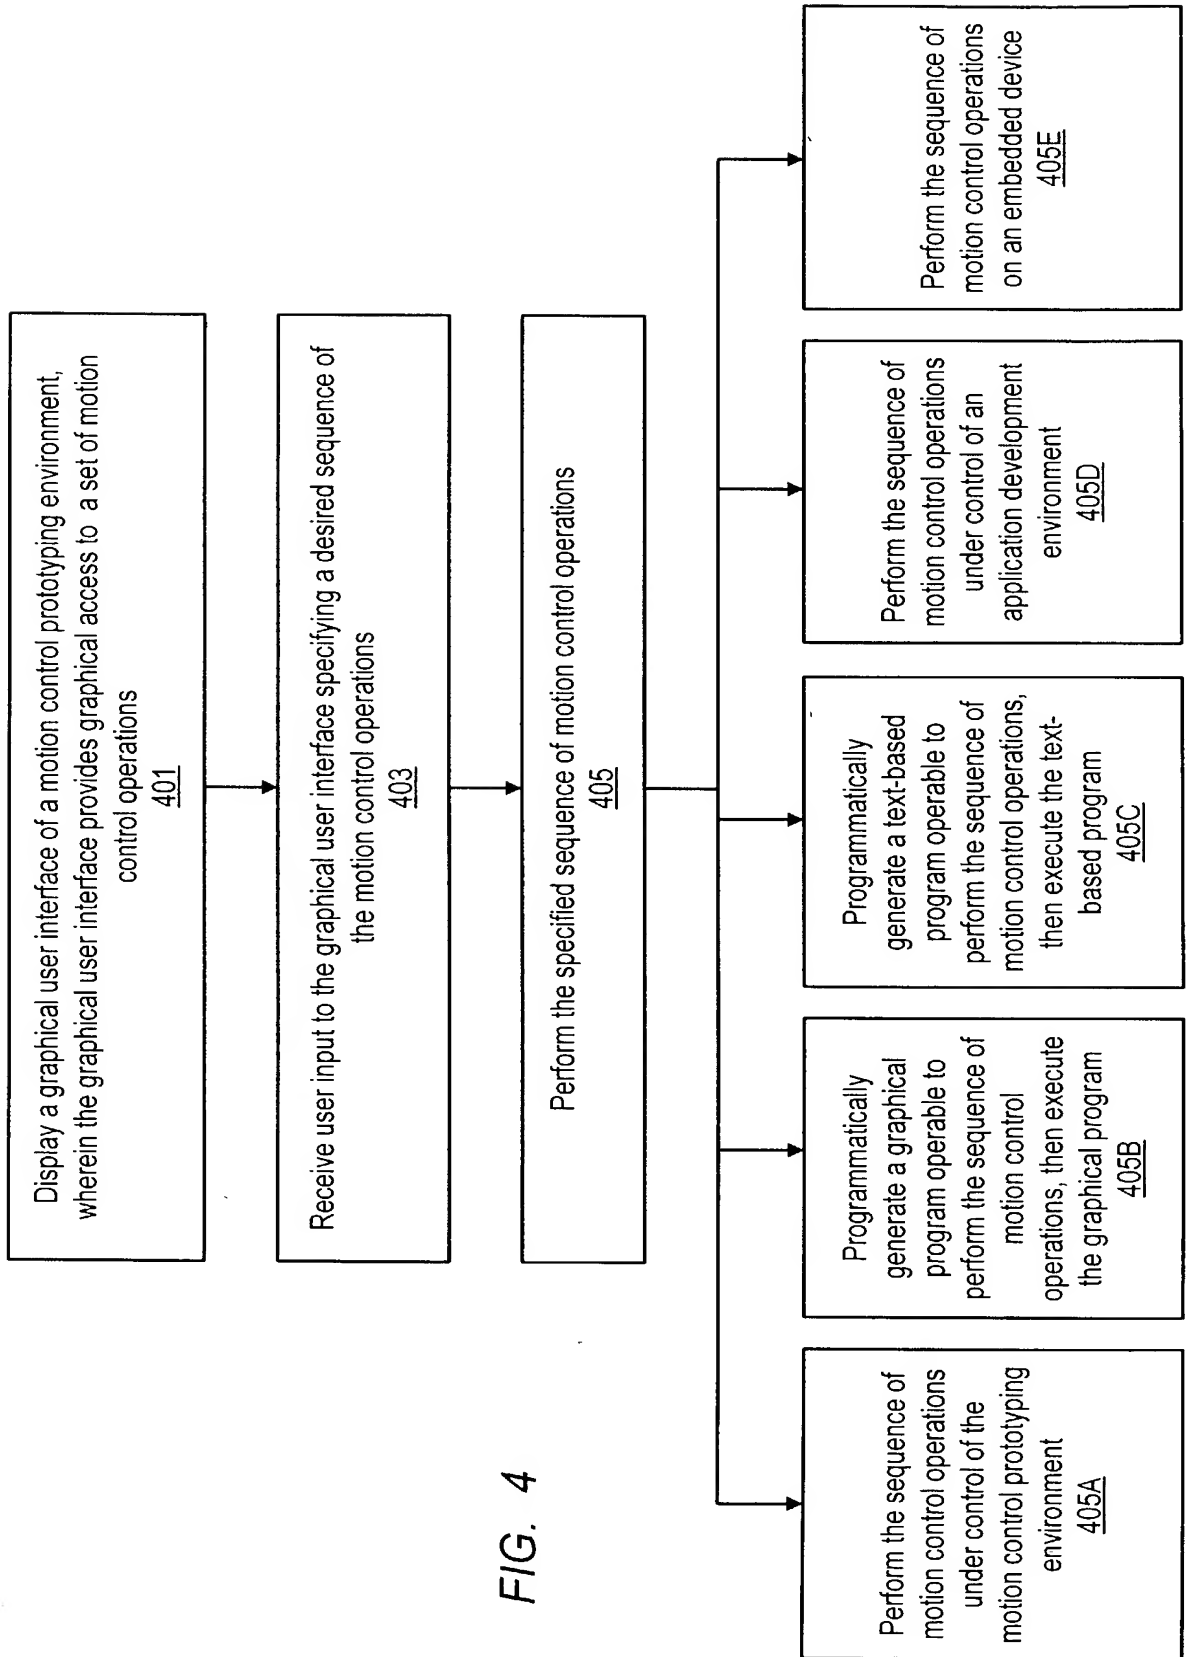 Display a graphical user interface of a motion control prototyping environment,
wherein the graphical user interface provides graphical access to a set of motion
control operations
401
Receive user input to the graphical user interface specifying a desired sequence of
the motion control operations
403
Perform the specified sequence of motion control operations
405
Perform the sequence of
motion control operations
under control of the
motion control prototyping
environment
405A
Programmatically
generate a graphical
program operable to
perform the sequence of
motion control
operations, then execute
the graphical program
405B
Programmatically
generate a text-based
program operable to
perform the sequence of
motion control operations,
then execute the text-
based program
405C
Perform the sequence of
motion control operations
under control of an
application development
environment
405D
Perform the sequence of
motion control operations
on an embedded device
405E
FIG. 4